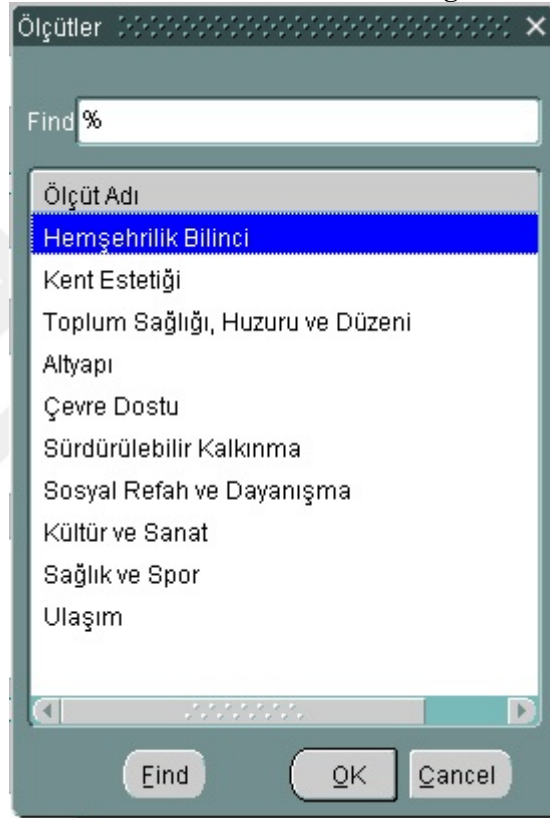 Ölçütler
Find %
Ölçüt Adı
Hemşehrilik Bilinci
Kent Estetiği
Toplum Sağlığı, Huzuru ve Düzeni
Altyapı
Çevre Dostu
Sürdürülebilir Kalkınma
Sosyal Refah ve Dayanışma
Kültür ve Sanat
Sağlık ve Spor
Ulaşım
Find OK Cancel